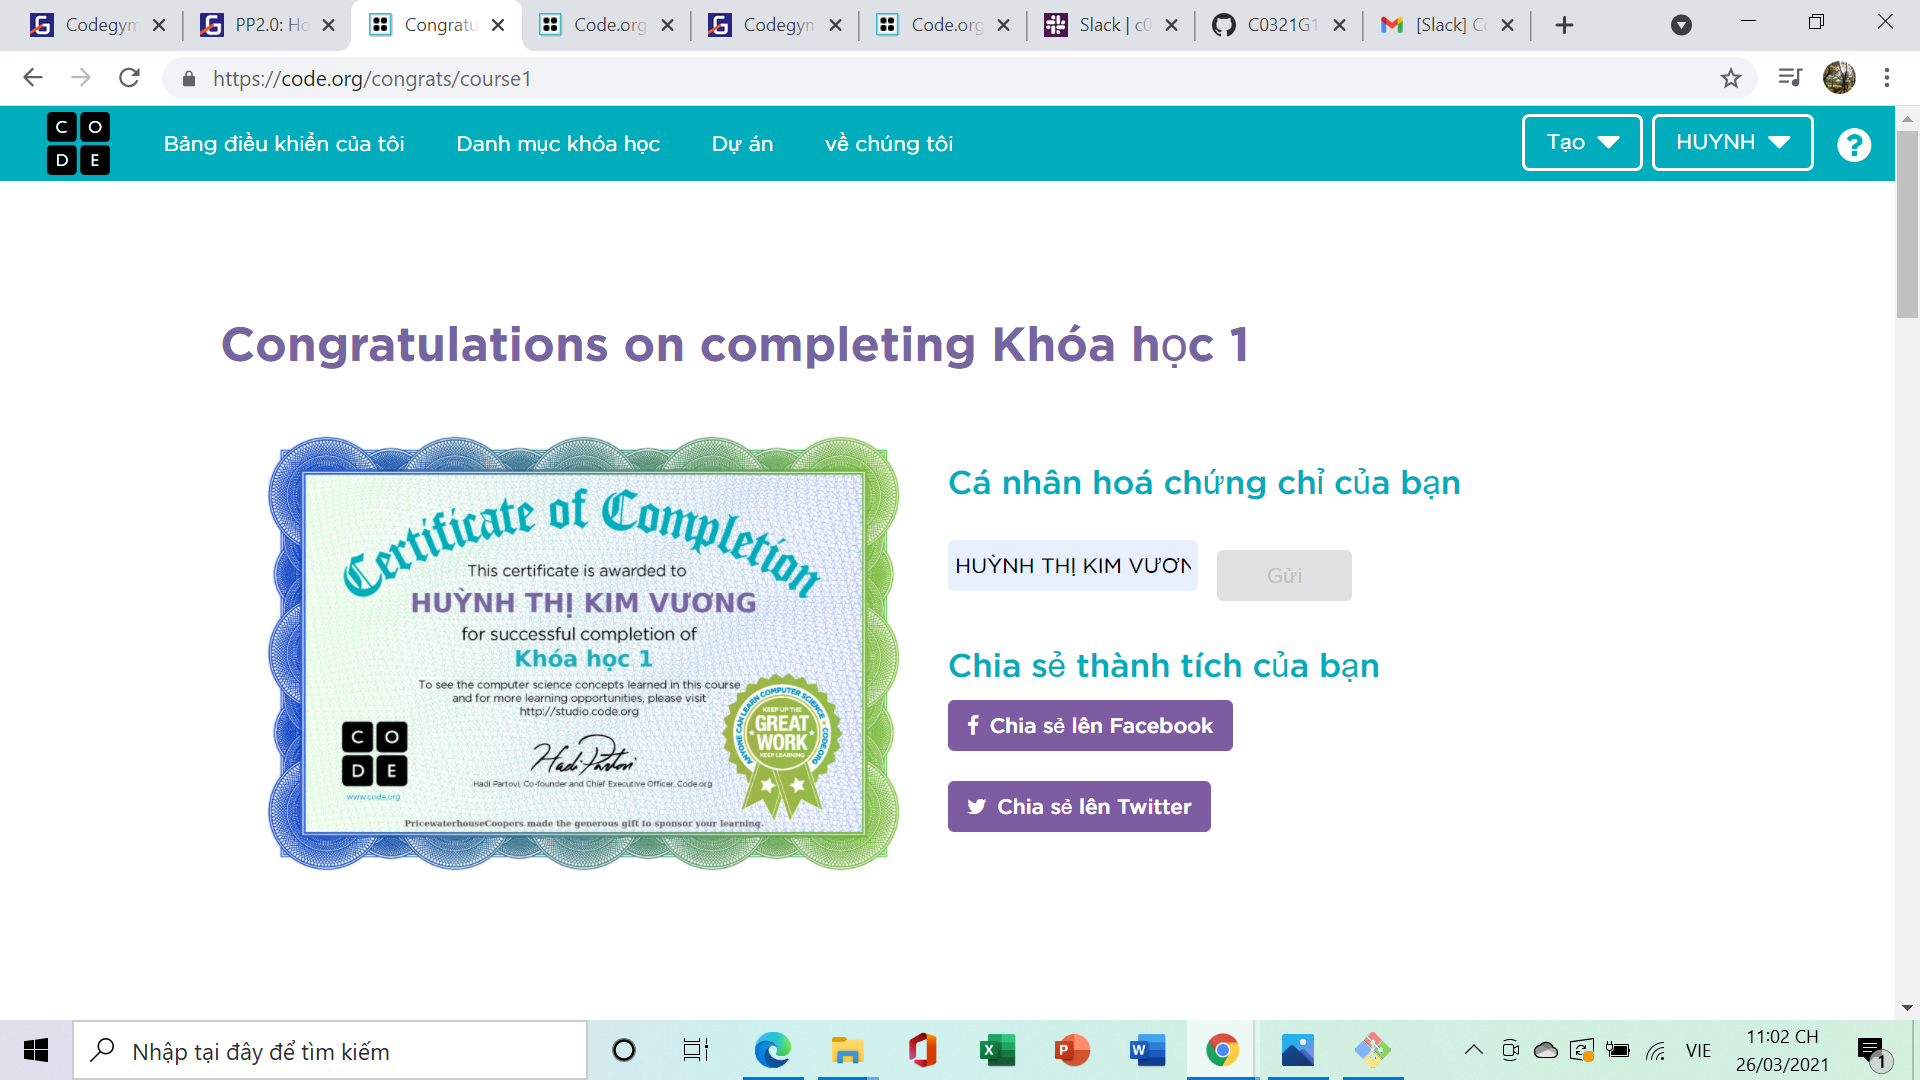 Codegym
PP2.0: Ho
Congratu
Code.org
Codegym
Code.org
Slack | c0
C0321G1
[Slack] Co
https://code.org/congrats/course1
CODE
Bảng điều khiển của tôi
Danh mục khóa học
Dự án
về chúng tôi
Tạo
HUYNH
?
Congratulations on completing Khóa học 1
Certificate of Completion
This certificate is awarded to
HUỲNH THỊ KIM VƯƠNG
for successful completion of
Khóa học 1
To see the computer science concepts learned in this course
and for more learning opportunities, please visit
http://studio.code.org
CODE
www.code.org
Hadi Partovi
Hadi Partovi, Co-founder and Chief Executive Officer, Code.org
ANYONE CAN LEARN COMPUTER SCIENCE • CODE.ORG
KEEP UP THE
GREAT
WORK
KEEP LEARNING
PricewaterhouseCoopers made the generous gift to sponsor your learning.
Cá nhân hoá chứng chỉ của bạn
HUỲNH THỊ KIM VƯƠN
Gửi
Chia sẻ thành tích của bạn
f Chia sẻ lên Facebook
Chia sẻ lên Twitter
Nhập tại đây để tìm kiếm
VIE
11:02 CH
26/03/2021
1